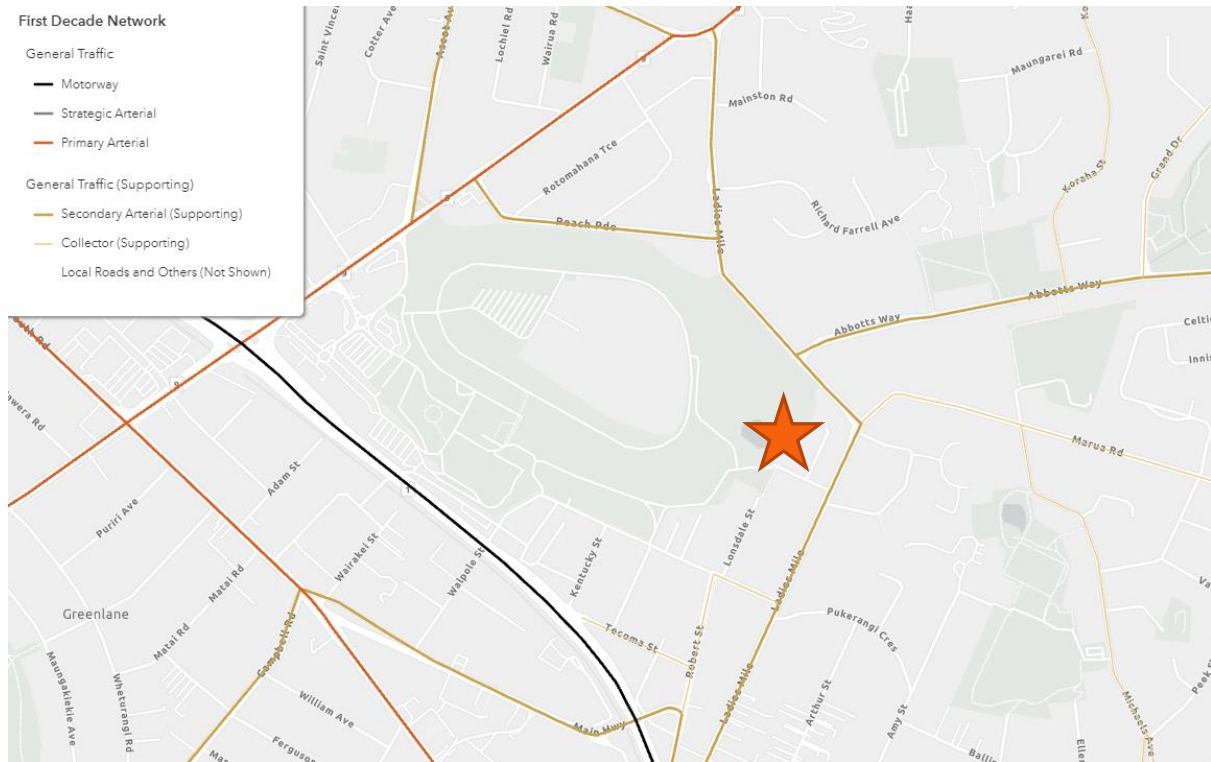 First Decade Network
General Traffic
Motorway
Strategic Arterial
Primary Arterial
General Traffic (Supporting)
Secondary Arterial (Supporting)
Collector (Supporting)
Local Roads and Others (Not Shown)
Cotter Ave
Lochiel Rd
Wairua Rd
Maungarei Rd
Mainston Rd
Rotomahana Tce
Koraha St
Grand Dr
Ladies Mile
Richard Farrell Ave
Peach Pde
Abbotts Way
Abbotts Way
Marua Rd
Adam St
Puriri Ave
Matai Rd
Wairakei St
Walpole St
Kentucky St
Lonsdale St
Ladies Mile
Greenlane
Matai Rd
Tecoma St
Robert St
Pukerangi Cres
Campbell Rd
Maungakiekie Ave
Wheturangi Rd
William Ave
Main Hwy
Ladies Mile
Arthur St
Amy St
Michaels Ave